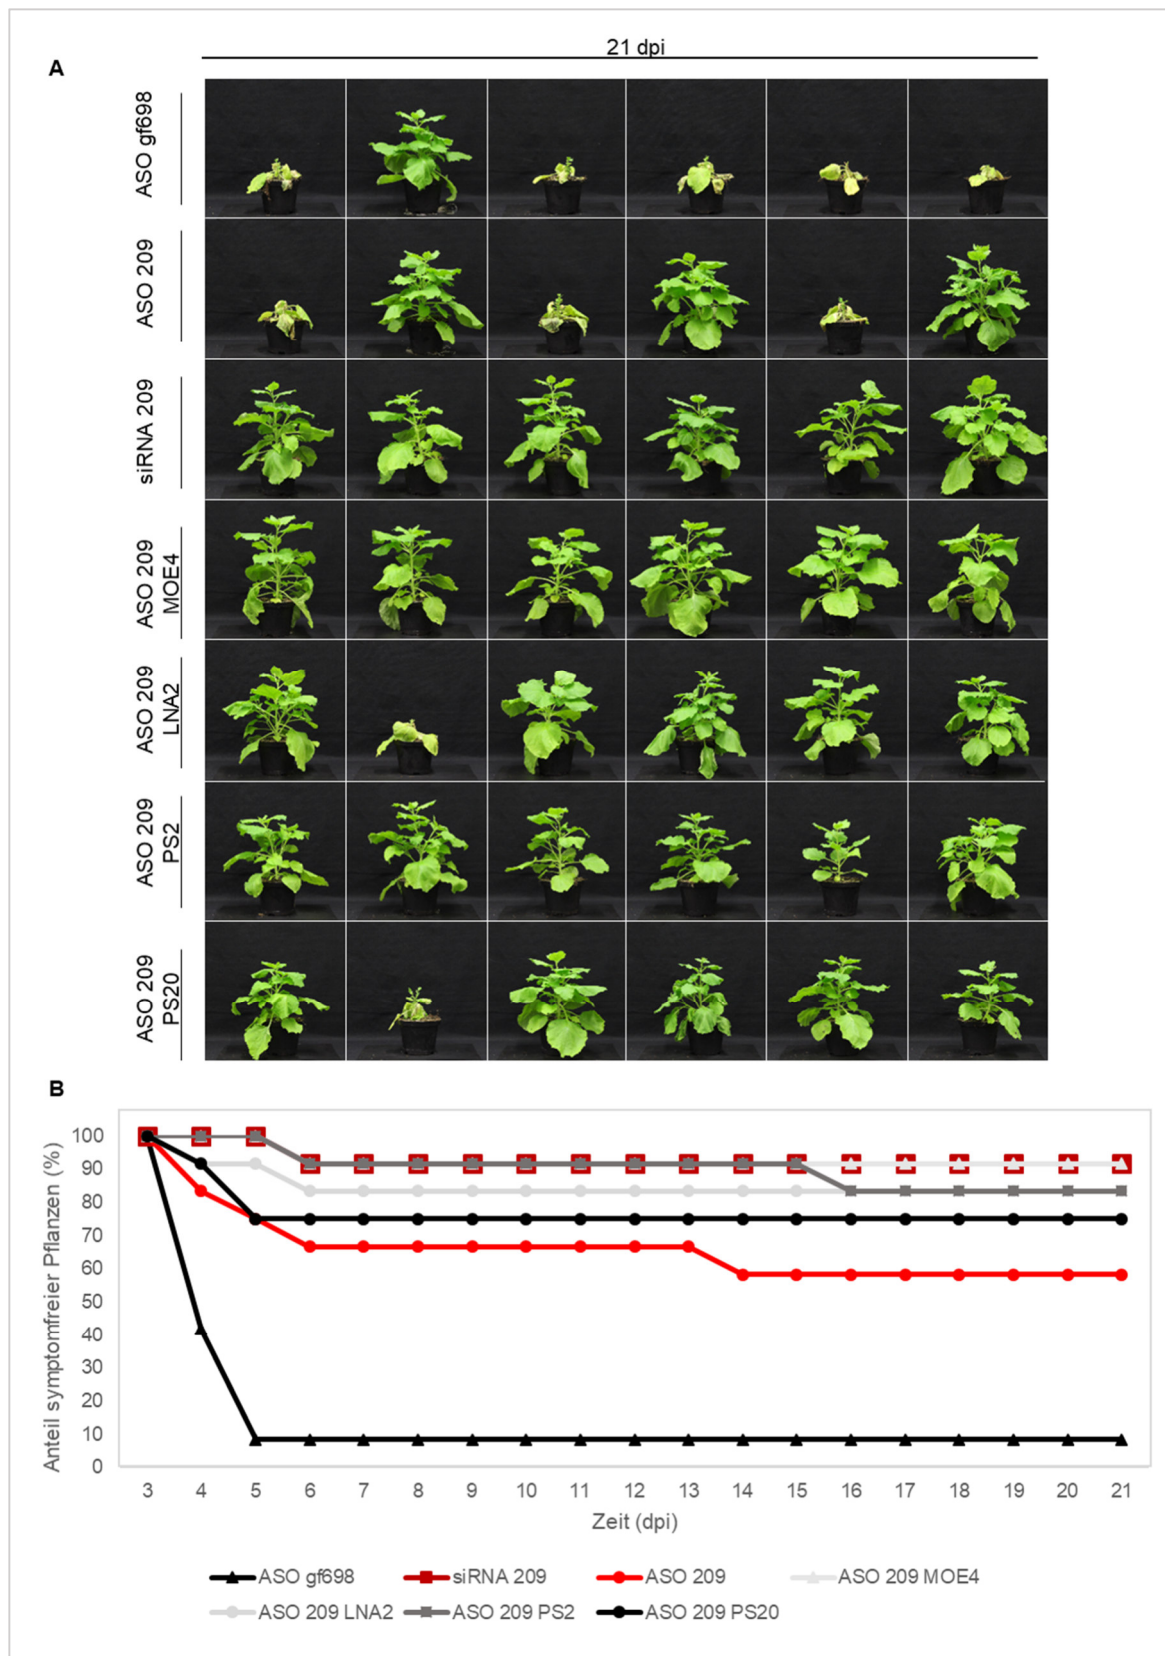 21 dpi
A
ASO gf698
ASO 209
siRNA 209
ASO 209
MOE4
ASO 209
LNA2
ASO 209
PS2
ASO 209
PS20
B
Anteil symptomfreier Pflanzen (%)
100
90
80
70
60
50
40
30
20
10
0
3 4 5 6 7 8 9 10 11 12 13 14 15 16 17 18 19 20 21
Zeit (dpi)
ASO gf698 siRNA 209 ASO 209 ASO 209 MOE4
ASO 209 LNA2 ASO 209 PS2 ASO 209 PS20